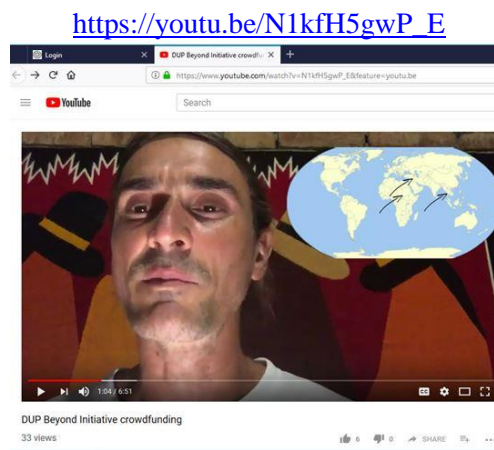 https://youtu.be/N1kfH5gwP_E
Login
DUP Beyond Initiative crowdfu
https://www.youtube.com/watch?v=N1kfH5gwP_E&feature=youtu.be
YouTube
Search
1:04 / 6:51
CC
DUP Beyond Initiative crowdfunding
33 views
6
0
SHARE